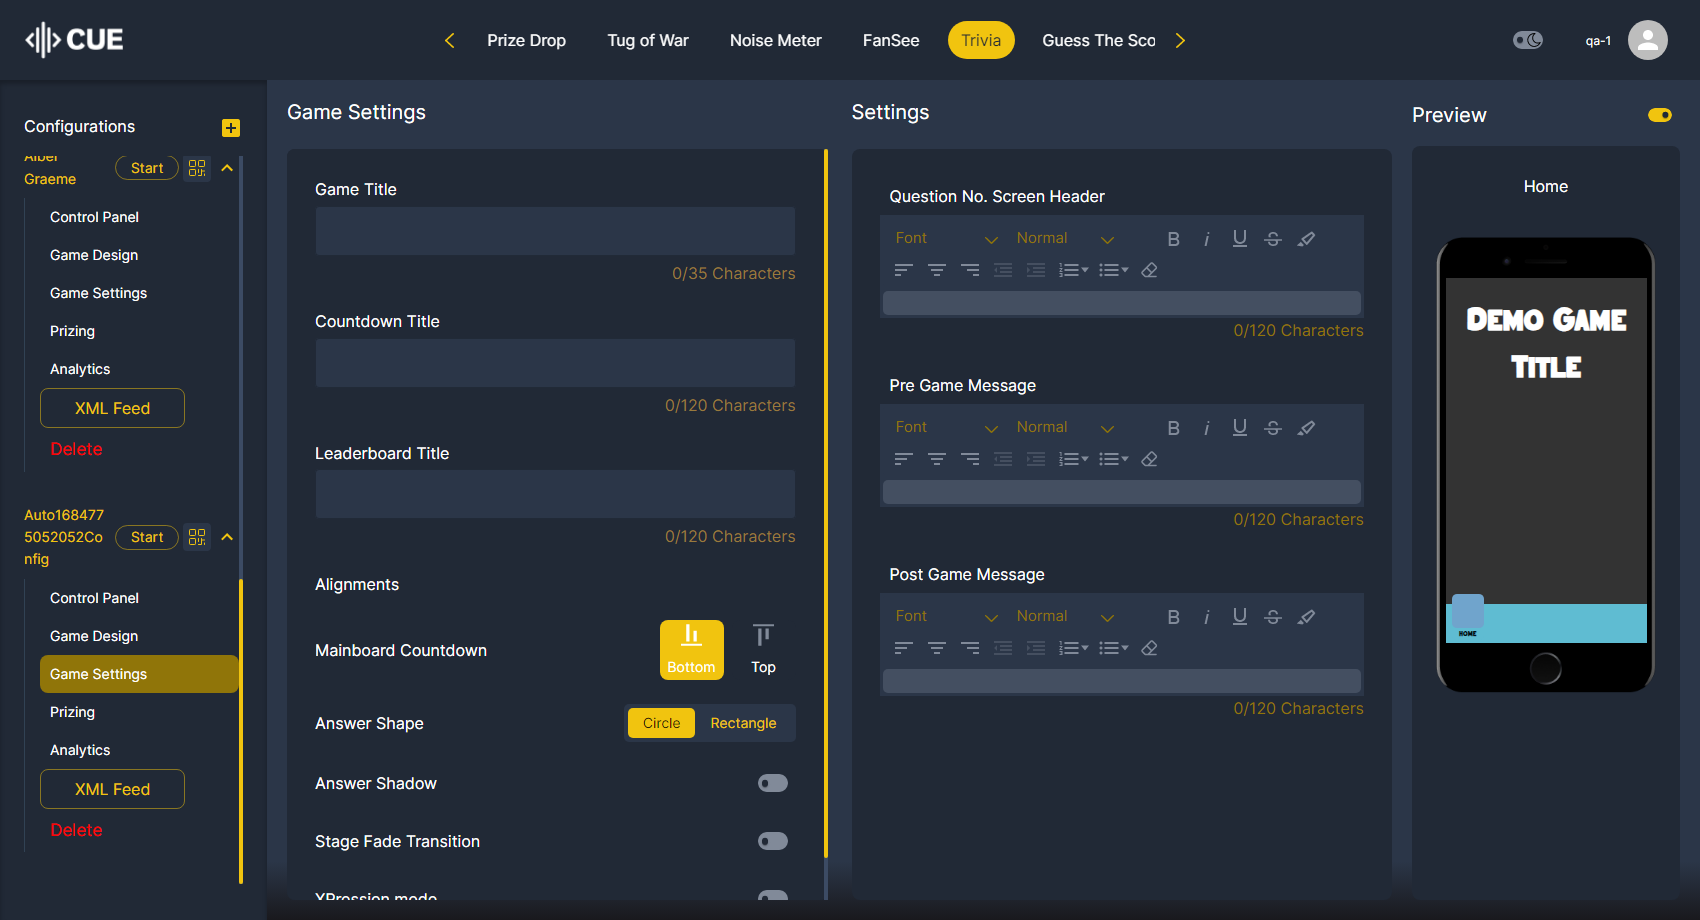 CUE
Prize Drop
Tug of War
Noise Meter
FanSee
Trivia
Guess The Sco
qa-1
Configurations
Graeme
Start
Control Panel
Game Design
Game Settings
Prizing
Analytics
XML Feed
Delete
Auto168477
5052052Co
nfig
Start
Control Panel
Game Design
Game Settings
Prizing
Analytics
XML Feed
Delete
Game Settings
Game Title
0/35 Characters
Countdown Title
0/120 Characters
Leaderboard Title
0/120 Characters
Alignments
Mainboard Countdown
Bottom
Top
Answer Shape
Circle
Rectangle
Answer Shadow
Stage Fade Transition
XPression mode
Settings
Question No. Screen Header
Font
Normal
B i U S
0/120 Characters
Pre Game Message
Font
Normal
B i U S
0/120 Characters
Post Game Message
Font
Normal
B i U S
0/120 Characters
Preview
Home
Demo Game
Title
HOME